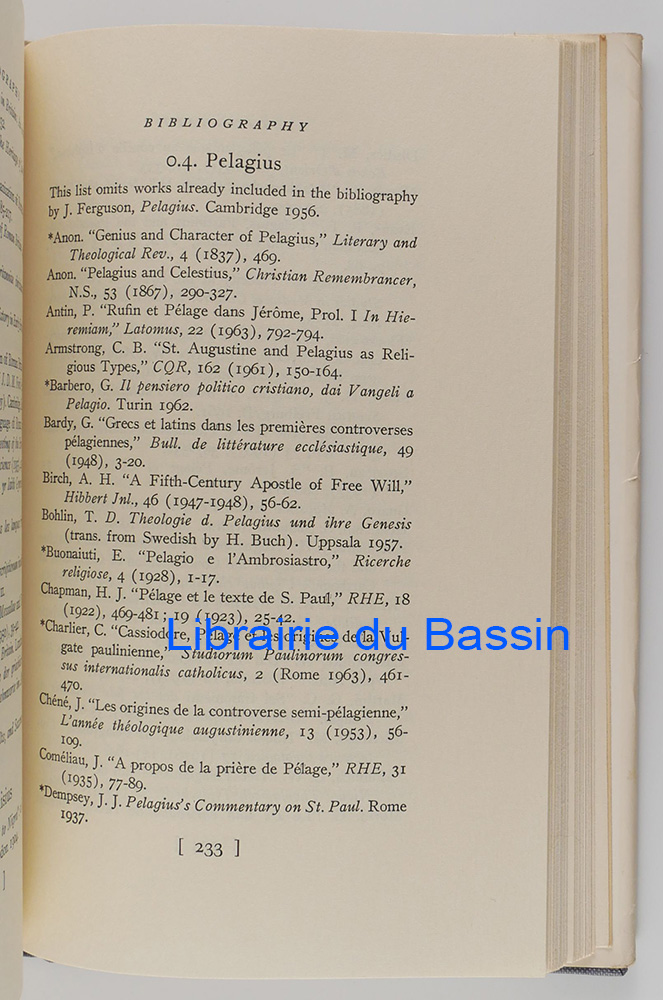 BIBLIOGRAPHY
0.4. Pelagius
This list omits works already included in the bibliography
by J. Ferguson, Pelagius. Cambridge 1956.
*Anon. “Genius and Character of Pelagius,” Literary and
Theological Rev., 4 (1837), 469.
Anon. “Pelagius and Celestius,” Christian Remembrancer,
N.S., 53 (1867), 290-327.
Antin, P. “Rufin et Pélage dans Jérôme, Prol. I In Hie-
remiam,” Latomus, 22 (1963), 792-794.
Armstrong, C. B. “St. Augustine and Pelagius as Reli-
gious Types,” CQR, 162 (1961), 150-164.
*Barbero, G. Il pensiero politico cristiano, dai Vangeli a
Pelagio. Turin 1962.
Bardy, G. “Grecs et latins dans les premières controverses
pélagiennes,” Bull. de littérature ecclésiastique, 49
(1948), 3-20.
Birch, A. H. “A Fifth-Century Apostle of Free Will,”
Hibbert Jnl., 46 (1947-1948), 56-62.
Bohlin, T. D. Theologie d. Pelagius und ihre Genesis
(trans. from Swedish by H. Buch). Uppsala 1957.
*Buonaiuti, E. “Pelagio e l’Ambrosiastro,” Ricerche
religiose, 4 (1928), 1-17.
Chapman, H. J. “Pélage et le texte de S. Paul,” RHE, 18
(1922), 469-481; 19 (1923), 25-42.
*Charlier, C. “Cassiodore, Pélage et les origines de la Vul-
gate paulinienne,” Studiorum Paulinorum congres-
sus internationalis catholicus, 2 (Rome 1963), 461-
470.
Chéné, J. “Les origines de la controverse semi-pélagienne,”
L’année théologique augustinienne, 13 (1953), 56-
109.
Coméliau, J. “A propos de la prière de Pélage,” RHE, 31
(1935), 77-89.
*Dempsey, J. J. Pelagius’s Commentary on St. Paul. Rome
1937.
[ 233 ]
Librairie du Bassin